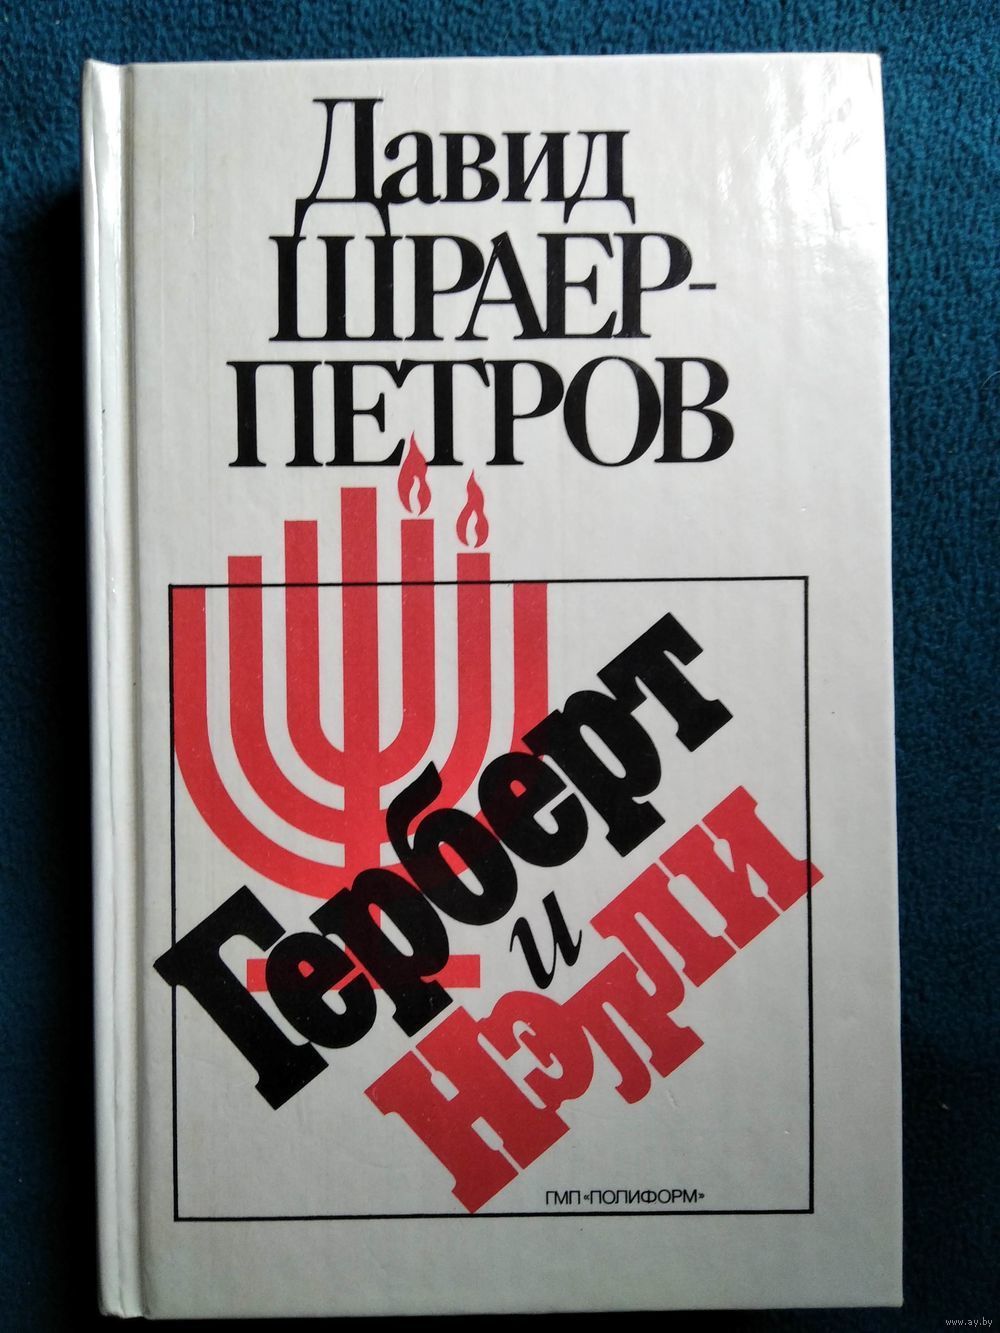 Давид
ШРАЕР-
ПЕТРОВ
Герберт
и
Нэлли
ГМП «ПОЛИФОРМ»
www.ay.by